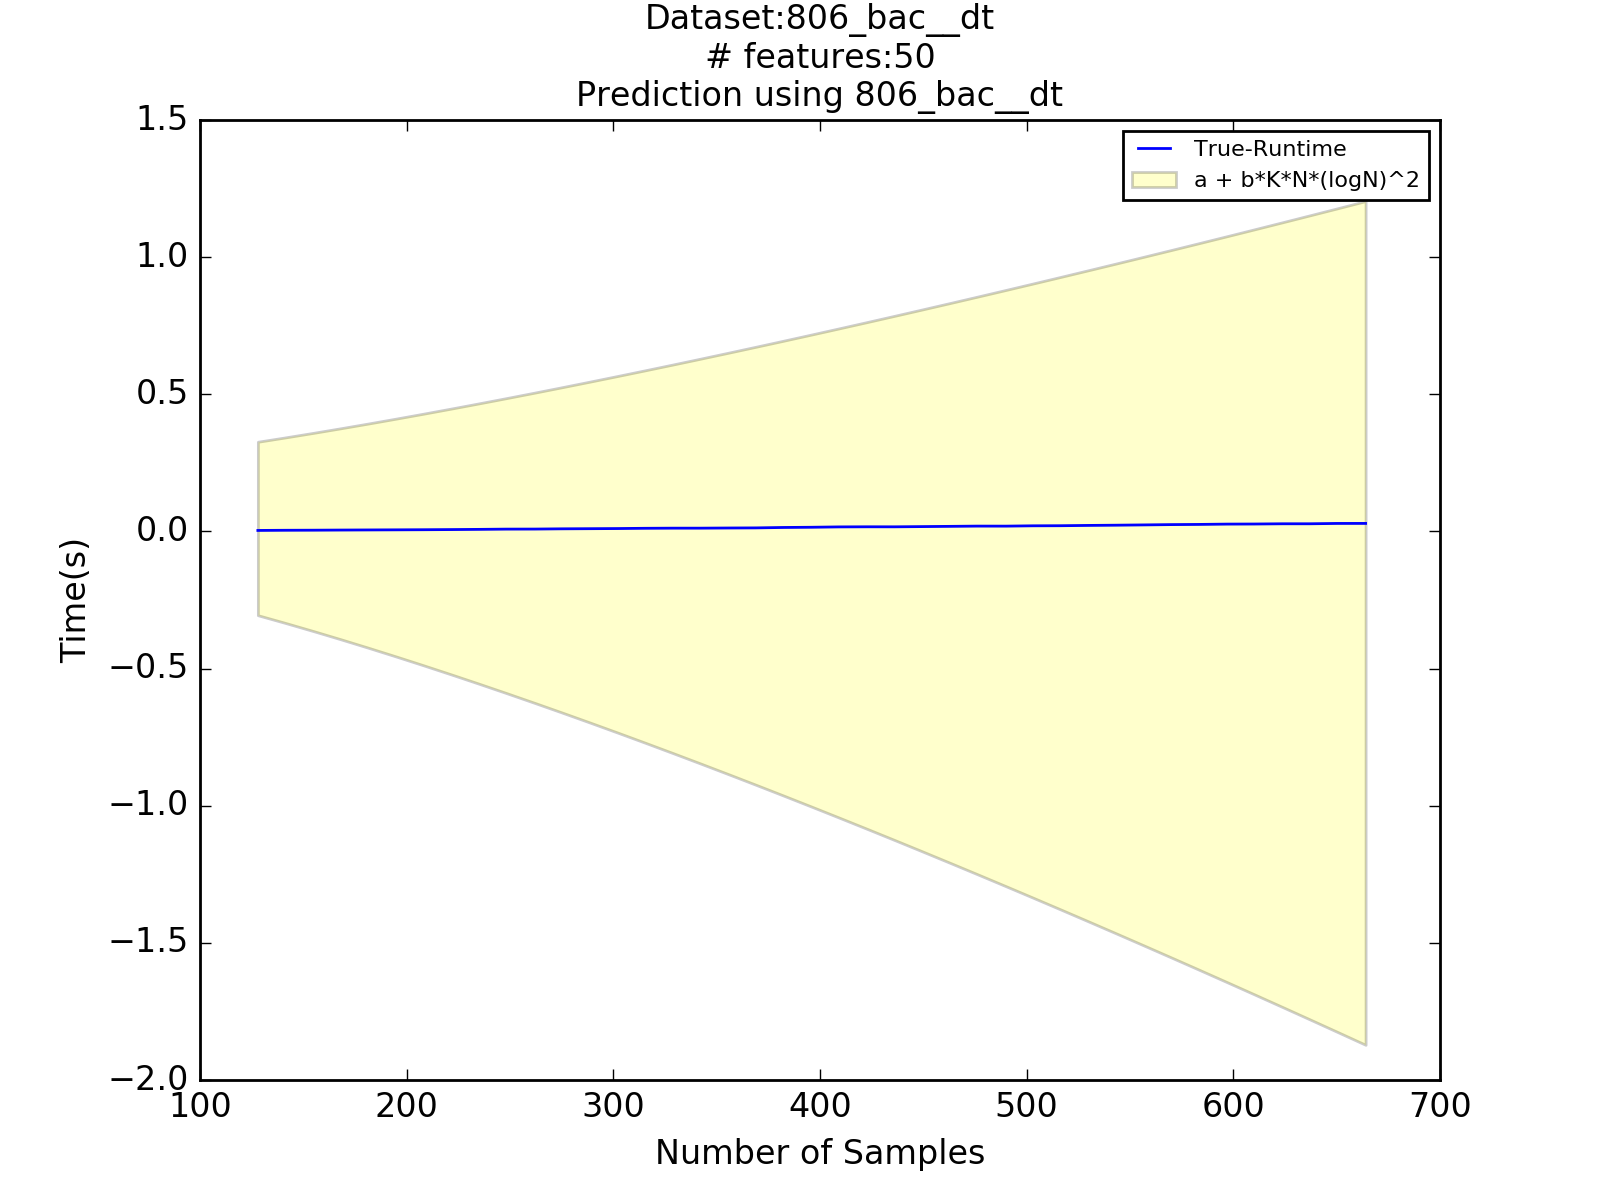 Dataset:806_bac__dt
# features:50
Prediction using 806_bac__dt
True-Runtime
a + b*K*N*(logN)^2
1.5
1.0
0.5
0.0
−0.5
−1.0
−1.5
−2.0
Time(s)
100 200 300 400 500 600 700
Number of Samples